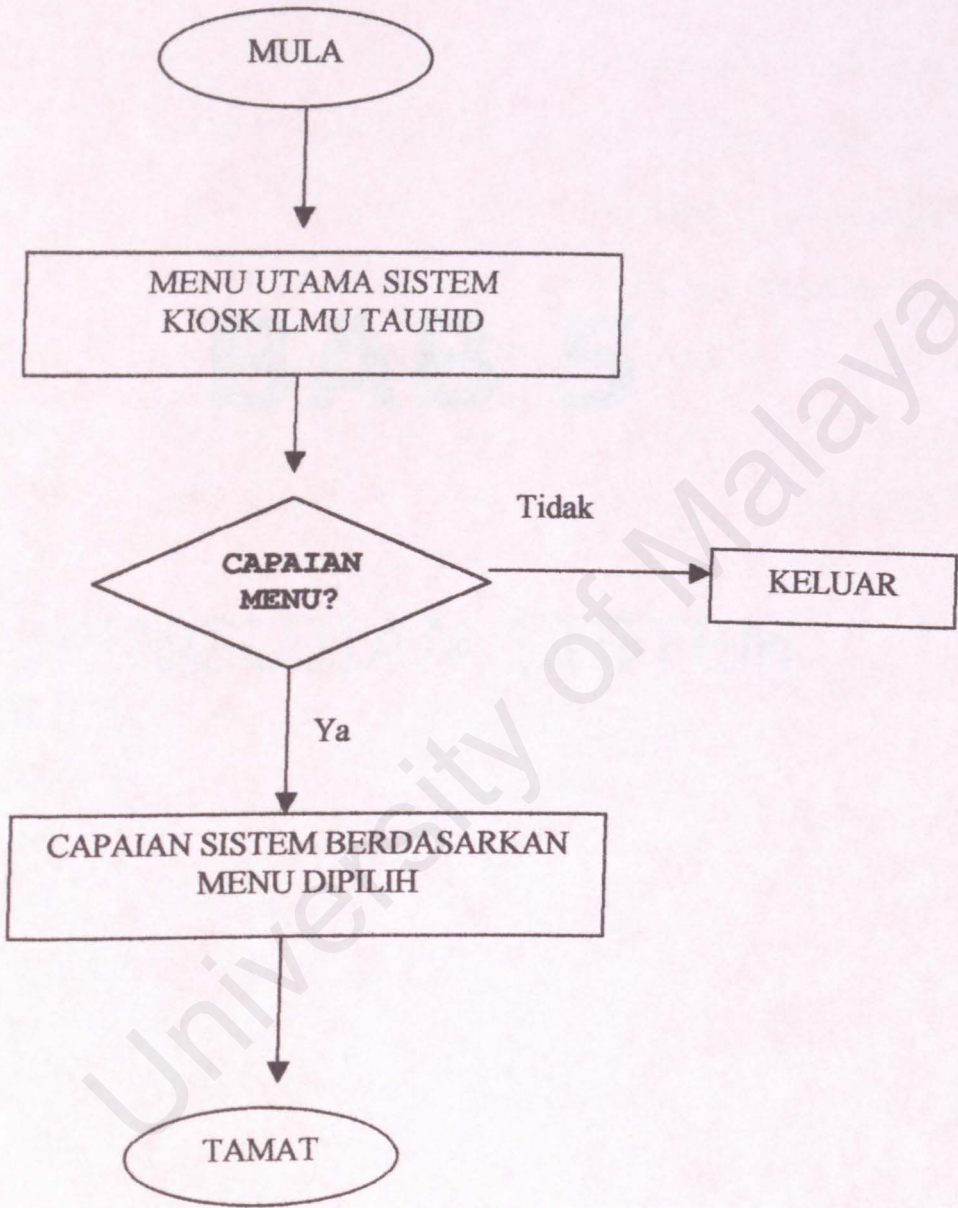 MULA
MENU UTAMA SISTEM
KIOSK ILMU TAUHID
CAPAIAN
MENU?
Tidak
KELUAR
Ya
CAPAIAN SISTEM BERDASARKAN
MENU DIPILIH
TAMAT
University of Malaya